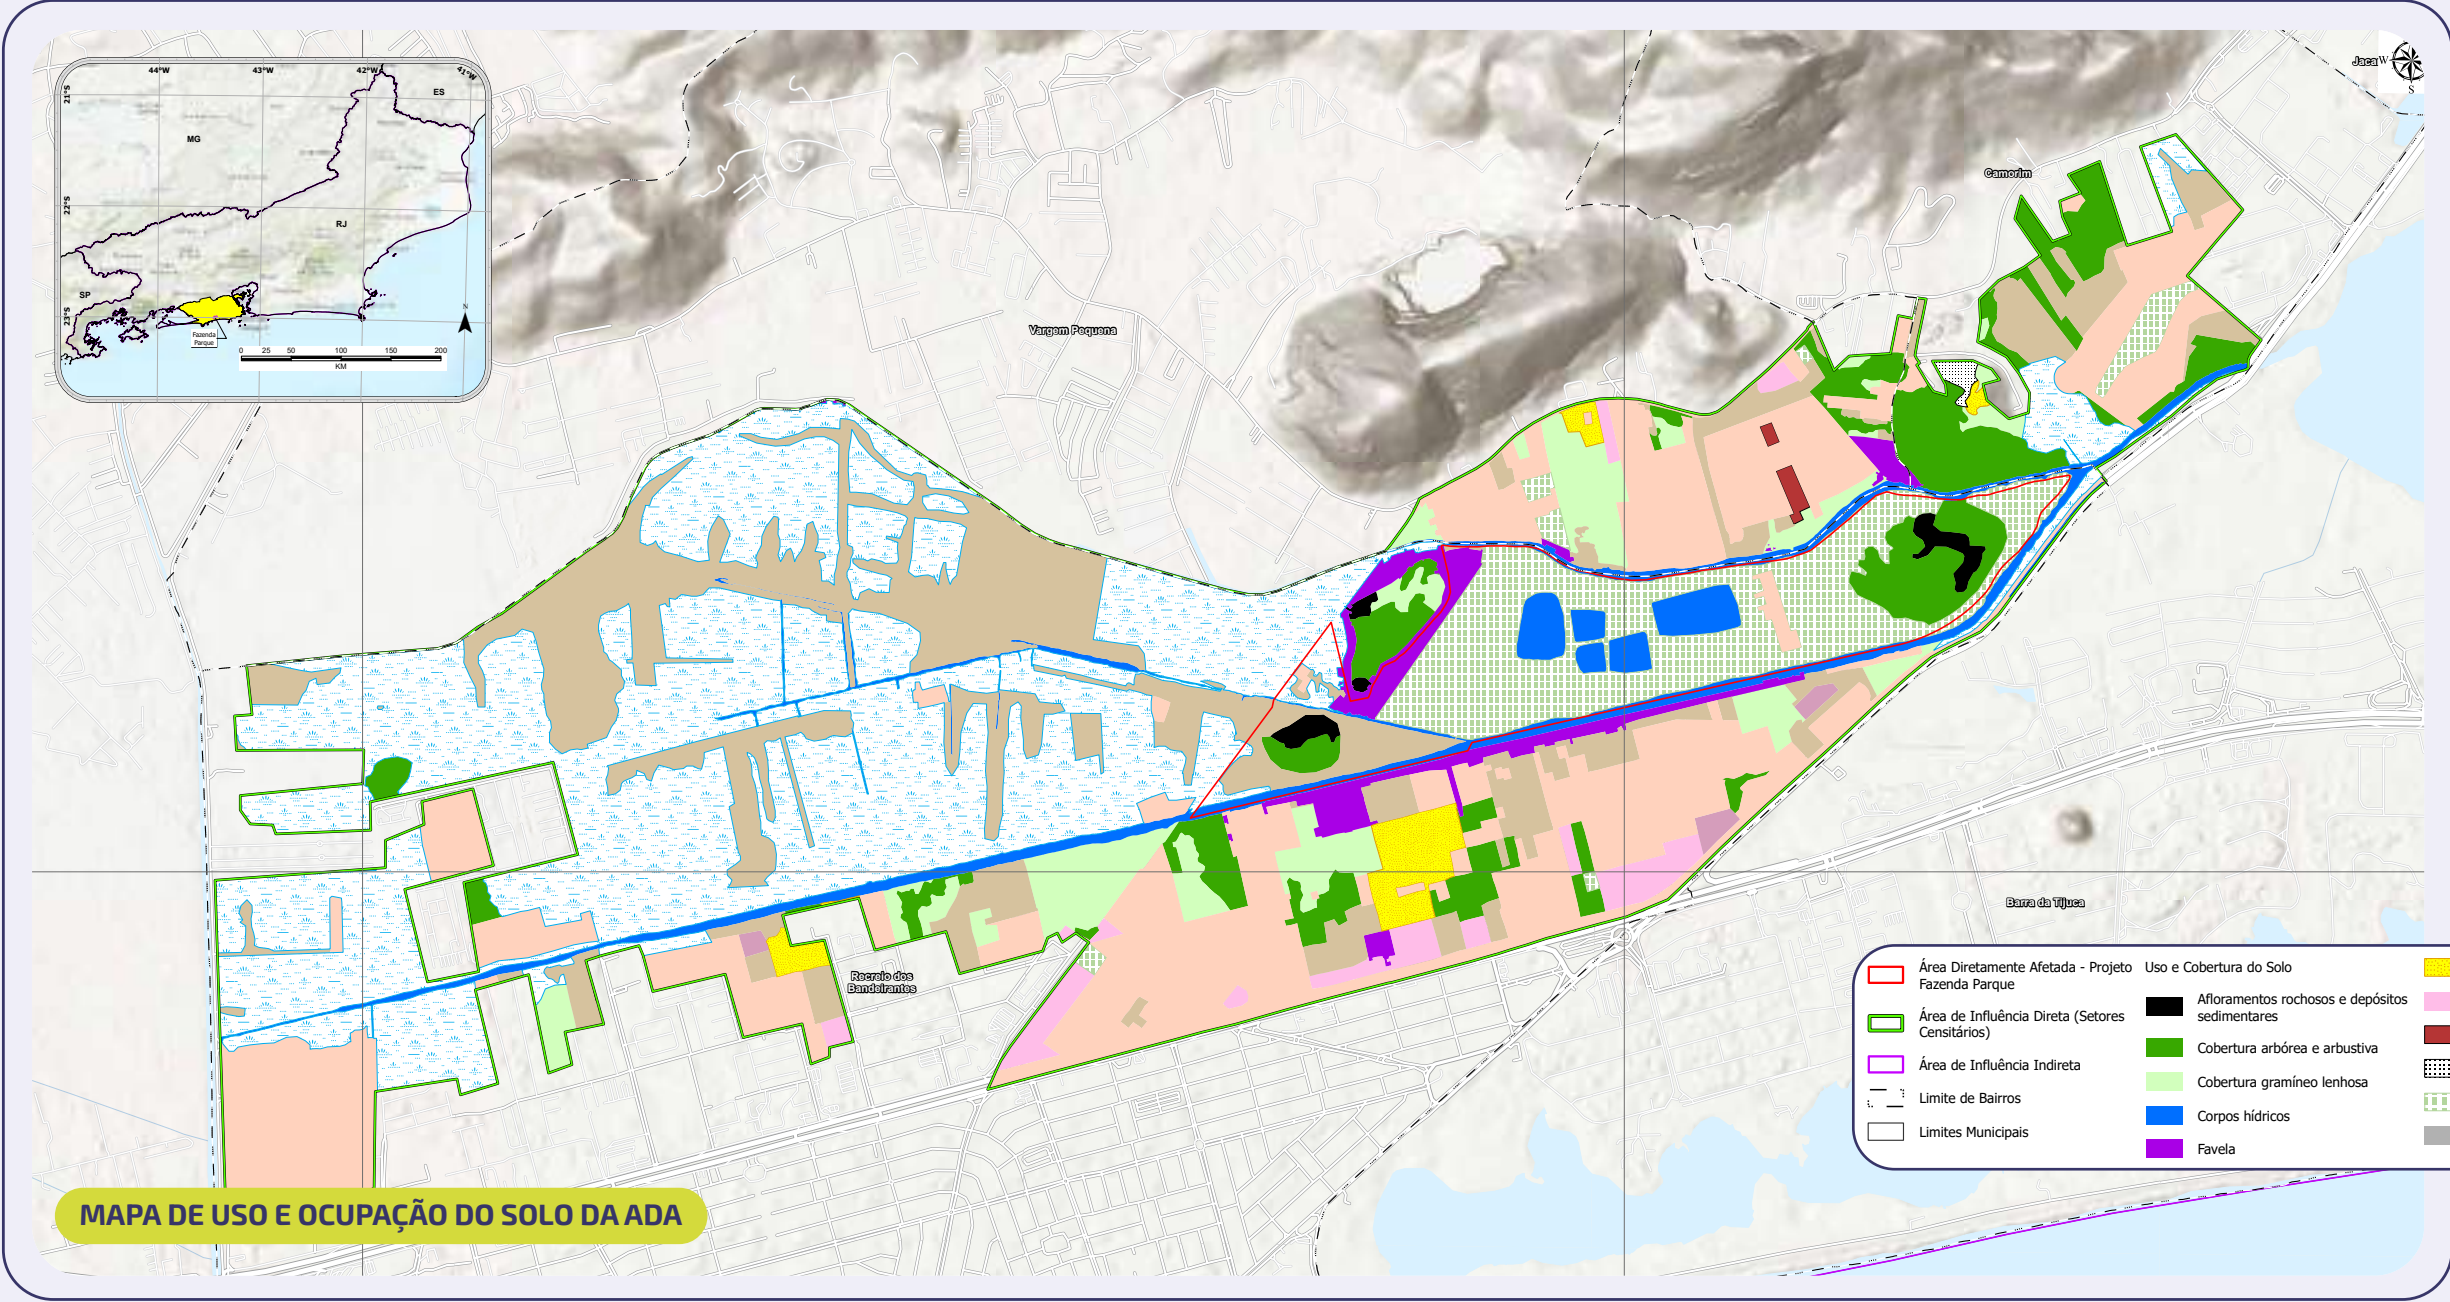 44°W
43°W
42°W
41°W
21°S
22°S
23°S
ES
MG
RJ
SP
Fazenda
Parque
N
0 25 50 100 150 200
KM
Jaca
W
S
Camorim
Vargem Pequena
Recreio dos
Bandeirantes
Barra da Tijuca
Área Diretamente Afetada - Projeto
Fazenda Parque
Área de Influência Direta (Setores
Censitários)
Área de Influência Indireta
Limite de Bairros
Limites Municipais
Uso e Cobertura do Solo
Afloramentos rochosos e depósitos
sedimentares
Cobertura arbórea e arbustiva
Cobertura gramíneo lenhosa
Corpos hídricos
Favela
MAPA DE USO E OCUPAÇÃO DO SOLO DA ADA